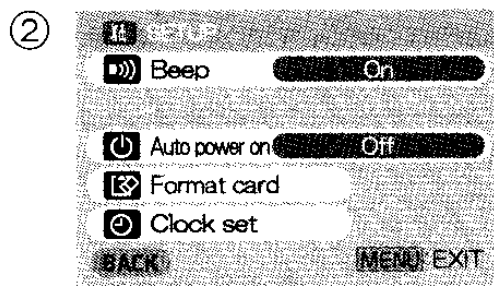 ②
SETUP
Beep On
Auto power on Off
Format card
Clock set
BACK MENU: EXIT